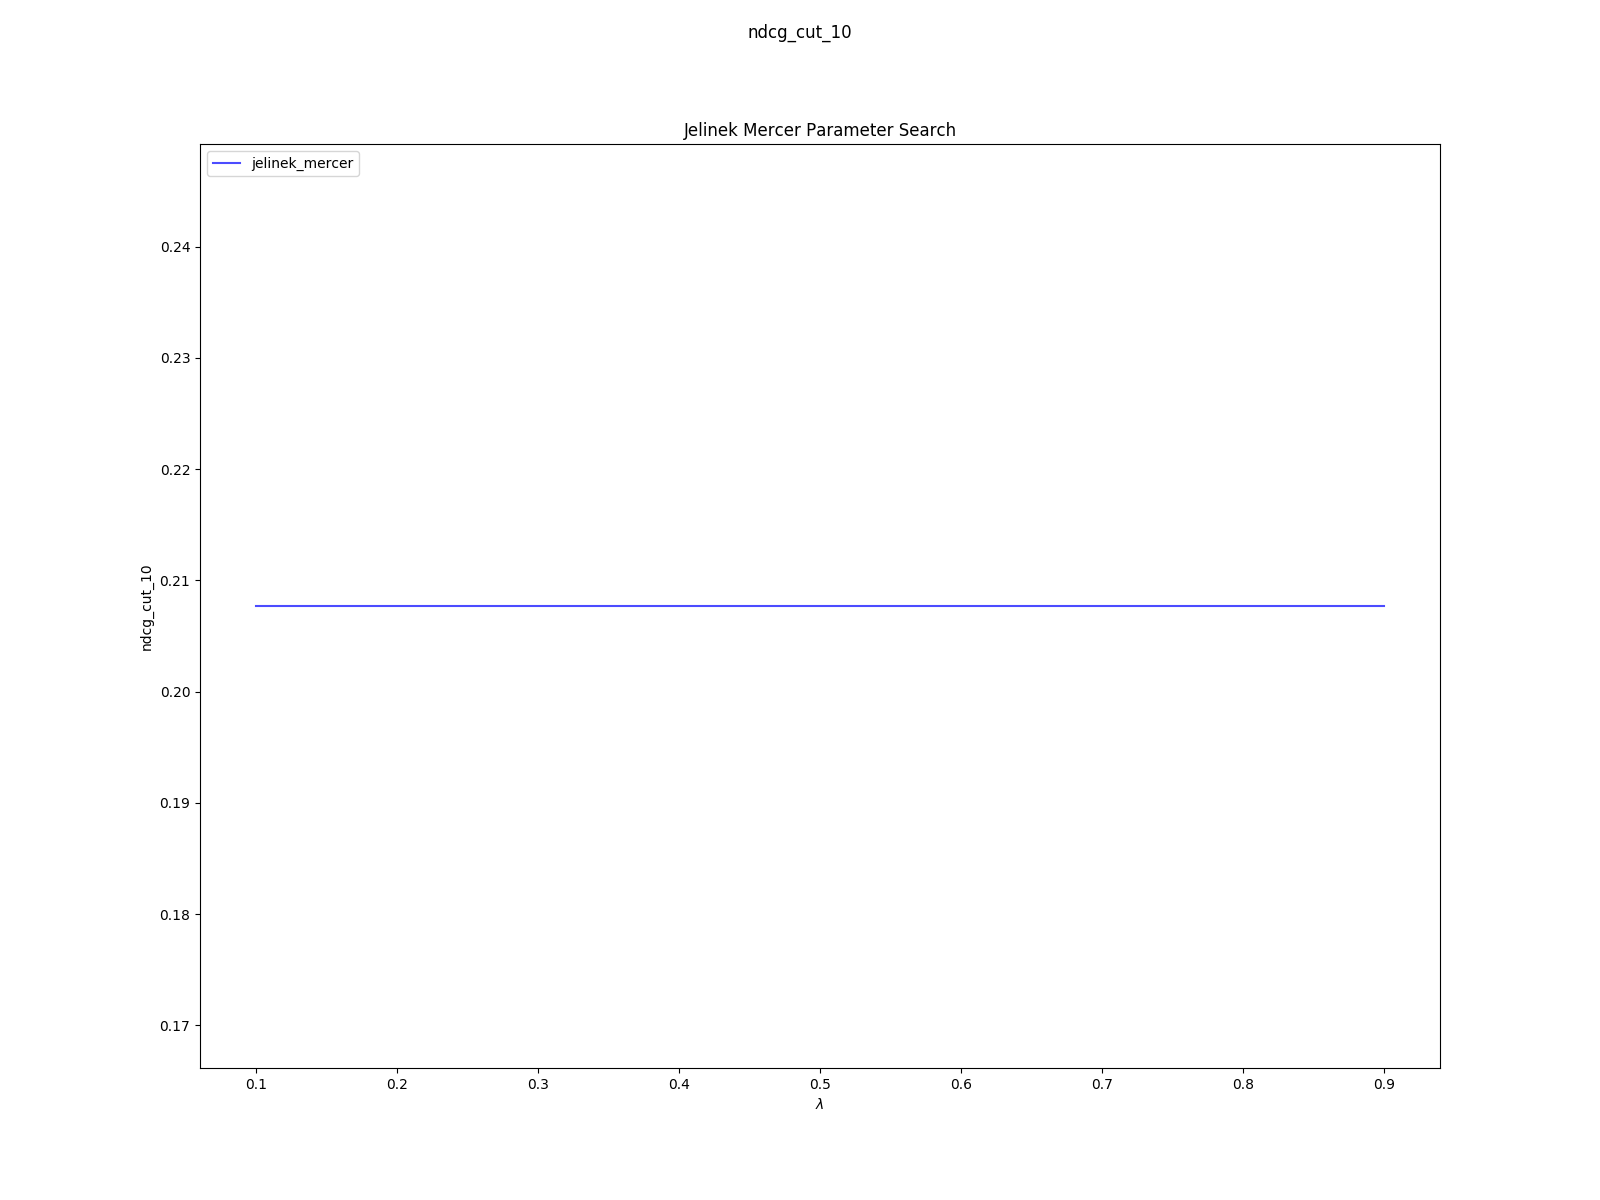 ndcg_cut_10
Jelinek Mercer Parameter Search
jelinek_mercer
ndcg_cut_10
0.24
0.23
0.22
0.21
0.20
0.19
0.18
0.17
0.1 0.2 0.3 0.4 0.5 0.6 0.7 0.8 0.9
λ